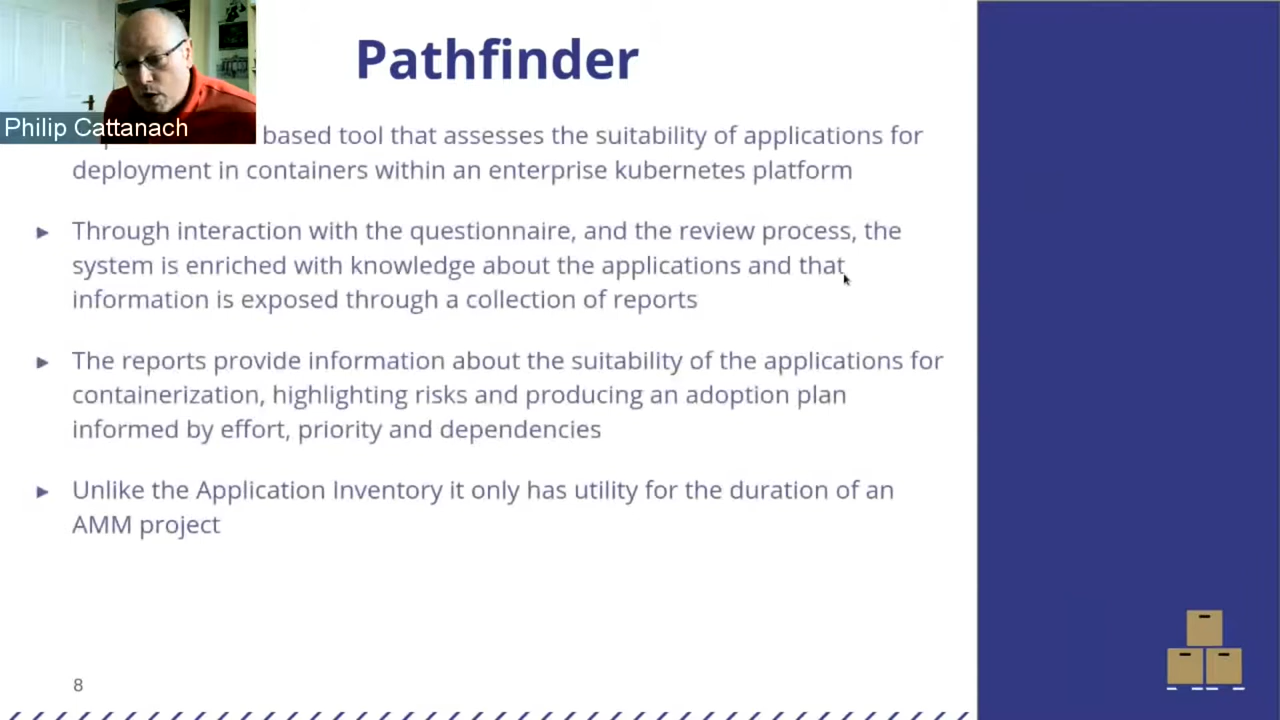 Pathfinder
Philip Cattanach
based tool that assesses the suitability of applications for
deployment in containers within an enterprise kubernetes platform
Through interaction with the questionnaire, and the review process, the
system is enriched with knowledge about the applications and that
information is exposed through a collection of reports
The reports provide information about the suitability of the applications for
containerization, highlighting risks and producing an adoption plan
informed by effort, priority and dependencies
Unlike the Application Inventory it only has utility for the duration of an
AMM project
8